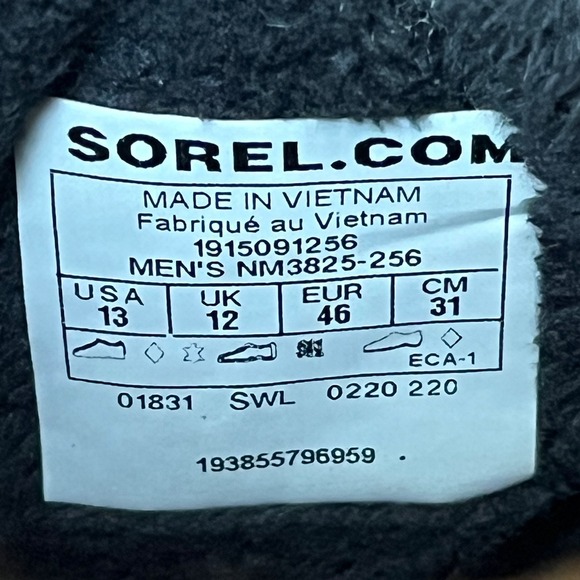 SOREL.COM
MADE IN VIETNAM
Fabriqué au Vietnam
1915091256
MEN'S NM3825-256
USA UK EUR CM
13 12 46 31
ECA-1
01831 SWL 0220 220
193855796959 .